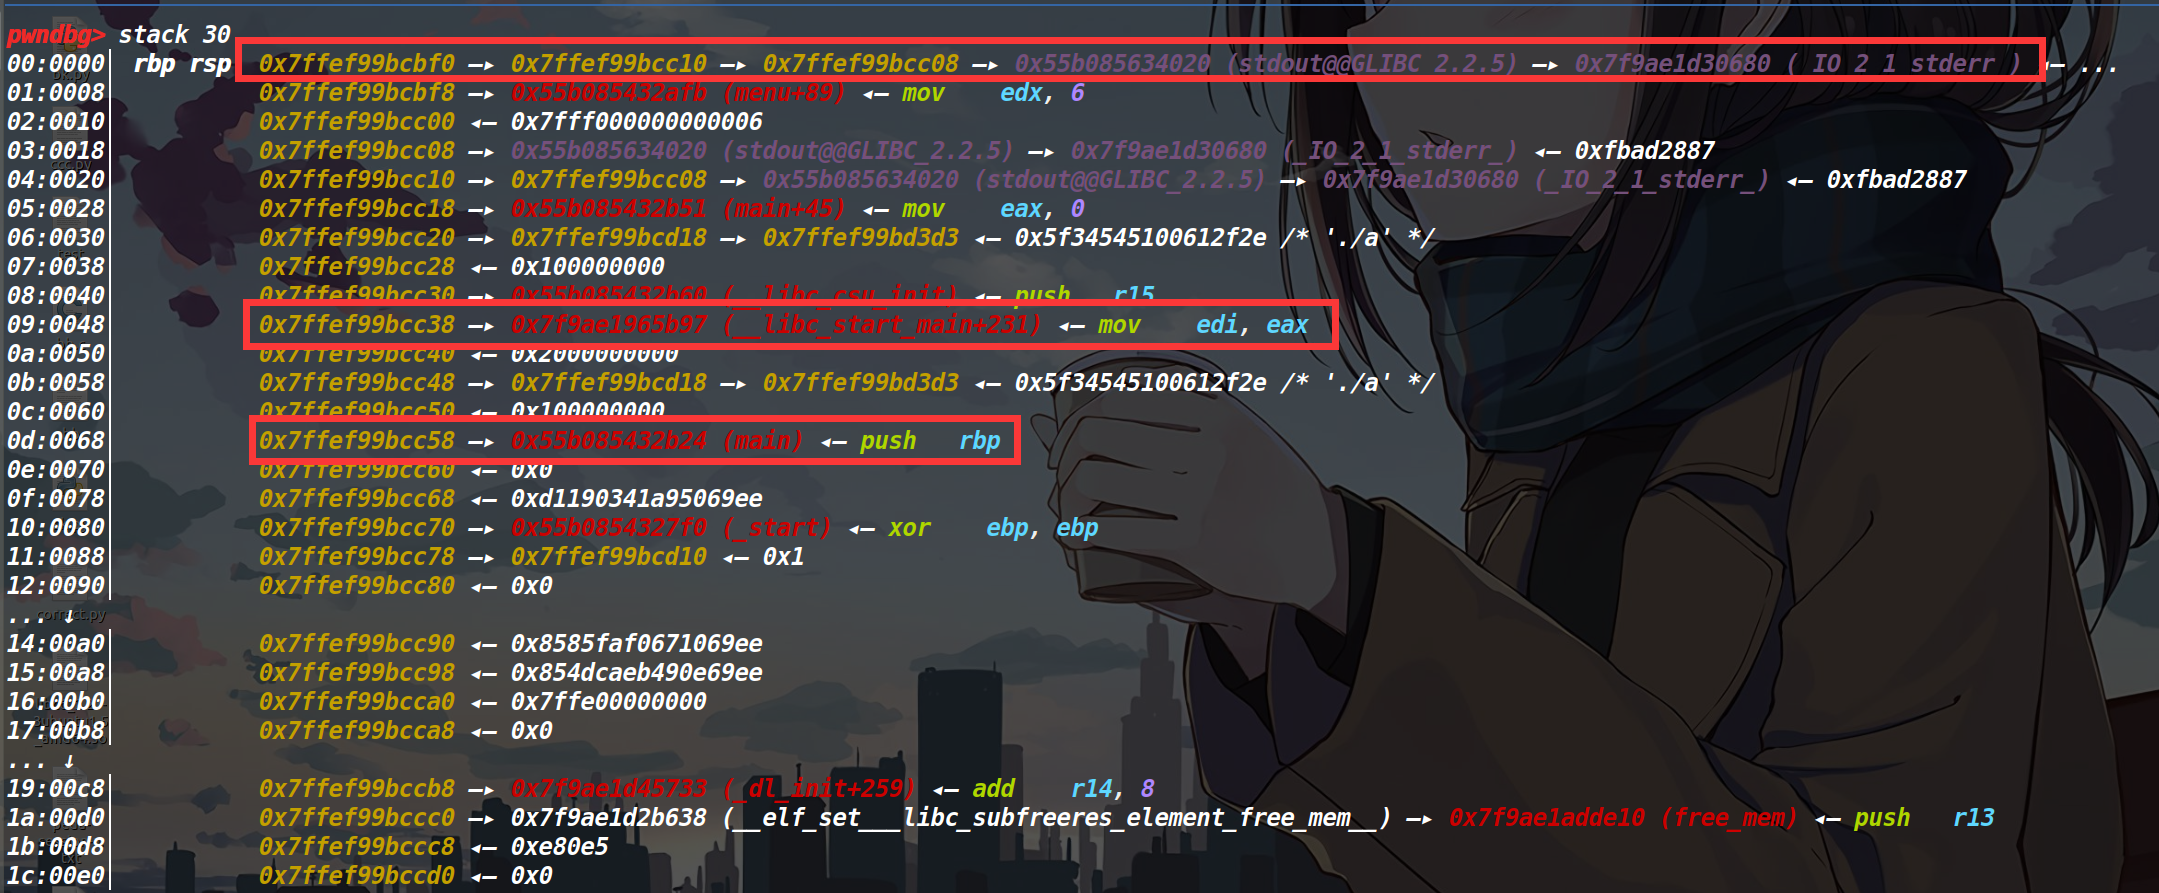 pwndbg> stack 30
00:0000│ rbp rsp 0x7ffef99bcbf0 —▸ 0x7ffef99bcc10 —▸ 0x7ffef99bcc08 —▸ 0x55b085634020 (stdout@@GLIBC_2.2.5) —▸ 0x7f9ae1d30680 (_IO_2_1_stderr_) ◂— ...
01:0008│ 0x7ffef99bcbf8 —▸ 0x55b085432afb (menu+89) ◂— mov edx, 6
02:0010│ 0x7ffef99bcc00 ◂— 0x7fff000000000006
03:0018│ 0x7ffef99bcc08 —▸ 0x55b085634020 (stdout@@GLIBC_2.2.5) —▸ 0x7f9ae1d30680 (_IO_2_1_stderr_) ◂— 0xfbad2887
04:0020│ 0x7ffef99bcc10 —▸ 0x7ffef99bcc08 —▸ 0x55b085634020 (stdout@@GLIBC_2.2.5) —▸ 0x7f9ae1d30680 (_IO_2_1_stderr_) ◂— 0xfbad2887
05:0028│ 0x7ffef99bcc18 —▸ 0x55b085432b51 (main+45) ◂— mov eax, 0
06:0030│ 0x7ffef99bcc20 —▸ 0x7ffef99bcd18 —▸ 0x7ffef99bd3d3 ◂— 0x5f34545100612f2e /* './a' */
07:0038│ 0x7ffef99bcc28 ◂— 0x100000000
08:0040│ 0x7ffef99bcc30 —▸ 0x55b085432b60 (__libc_csu_init) ◂— push r15
09:0048│ 0x7ffef99bcc38 —▸ 0x7f9ae1965b97 (__libc_start_main+231) ◂— mov edi, eax
0a:0050│ 0x7ffef99bcc40 ◂— 0x2000000000
0b:0058│ 0x7ffef99bcc48 —▸ 0x7ffef99bcd18 —▸ 0x7ffef99bd3d3 ◂— 0x5f34545100612f2e /* './a' */
0c:0060│ 0x7ffef99bcc50 ◂— 0x100000000
0d:0068│ 0x7ffef99bcc58 —▸ 0x55b085432b24 (main) ◂— push rbp
0e:0070│ 0x7ffef99bcc60 ◂— 0x0
0f:0078│ 0x7ffef99bcc68 ◂— 0xd1190341a95069ee
10:0080│ 0x7ffef99bcc70 —▸ 0x55b0854327f0 (_start) ◂— xor ebp, ebp
11:0088│ 0x7ffef99bcc78 —▸ 0x7ffef99bcd10 ◂— 0x1
12:0090│ 0x7ffef99bcc80 ◂— 0x0
... ↓
14:00a0│ 0x7ffef99bcc90 ◂— 0x8585faf0671069ee
15:00a8│ 0x7ffef99bcc98 ◂— 0x854dcaeb490e69ee
16:00b0│ 0x7ffef99bcca0 ◂— 0x7ffe00000000
17:00b8│ 0x7ffef99bcca8 ◂— 0x0
... ↓
19:00c8│ 0x7ffef99bccb8 —▸ 0x7f9ae1d45733 (_dl_init+259) ◂— add r14, 8
1a:00d0│ 0x7ffef99bccc0 —▸ 0x7f9ae1d2b638 (__elf_set___libc_subfreeres_element_free_mem__) —▸ 0x7f9ae1adde10 (free_mem) ◂— push r13
1b:00d8│ 0x7ffef99bccc8 ◂— 0xe80e5
1c:00e0│ 0x7ffef99bccd0 ◂— 0x0